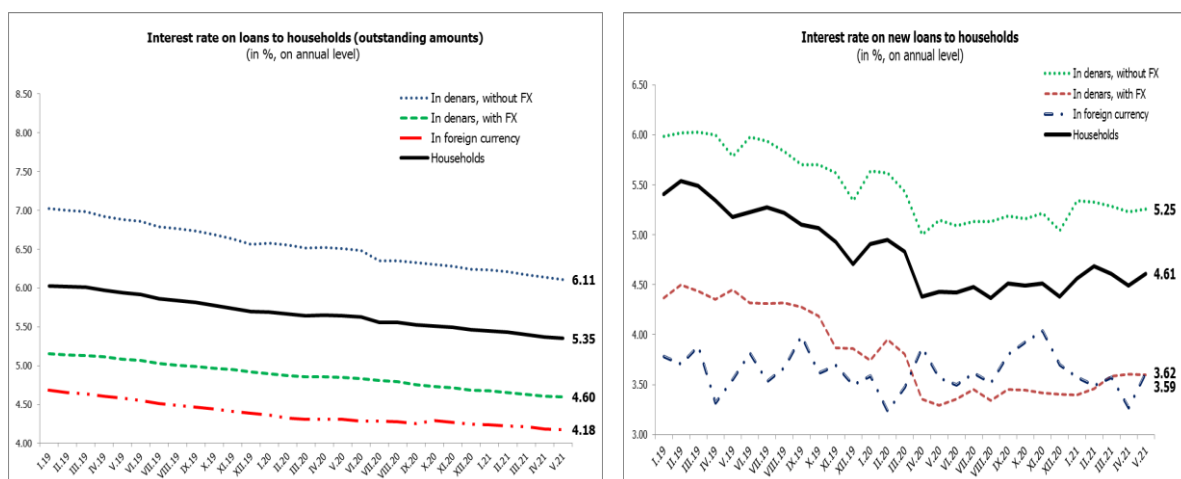 Interest rate on loans to households (outstanding amounts)
(in %, on annual level)
8.50
8.00
7.50
7.00
6.50
6.00
5.50
5.00
4.50
4.00
In denars, without FX
In denars, with FX
In foreign currency
Households
6.11
5.35
4.60
4.18
I.19 II.19 III.19 IV.19 V.19 VI.19 VII.19 VIII.19 IX.19 X.19 XI.19 XII.19 I.20 II.20 III.20 IV.20 V.20 VI.20 VII.20 VIII.20 IX.20 X.20 XI.20 XII.20 I.21 II.21 III.21 IV.21 V.21
Interest rate on new loans to households
(in %, on annual level)
6.50
6.00
5.50
5.00
4.50
4.00
3.50
3.00
In denars, without FX
In denars, with FX
In foreign currency
Households
5.25
4.61
3.62
3.59
I.19 II.19 III.19 IV.19 V.19 VI.19 VII.19 VIII.19 IX.19 X.19 XI.19 XII.19 I.20 II.20 III.20 IV.20 V.20 VI.20 VII.20 VIII.20 IX.20 X.20 XI.20 XII.20 I.21 II.21 III.21 IV.21 V.21